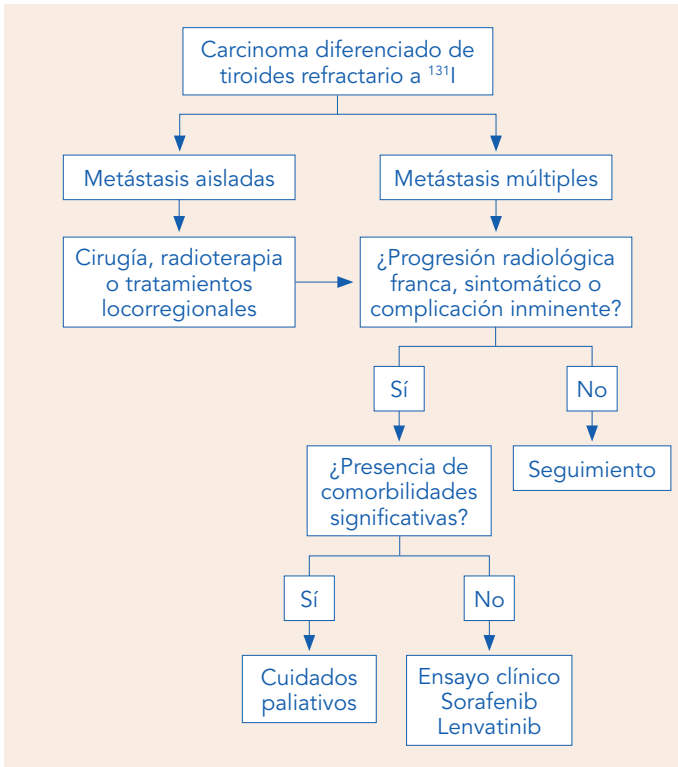 Carcinoma diferenciado de
tiroides refractario a ¹³¹I
Metástasis aisladas
Metástasis múltiples
Cirugía, radioterapia
o tratamientos
locorregionales
¿Progresión radiológica
franca, sintomático o
complicación inminente?
Sí
No
¿Presencia de
comorbilidades
significativas?
Seguimiento
Sí
No
Cuidados
paliativos
Ensayo clínico
Sorafenib
Lenvatinib